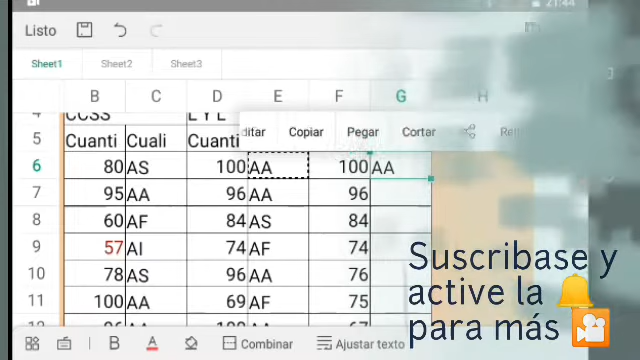 21:44
Listo
Sheet1 Sheet2 Sheet3
B C D E F G H
4 CCSS L Y L
ditar Copiar Pegar Cortar
5 Cuanti Cuali Cuanti
6 80 AS 100 AA 100 AA
7 95 AA 96 AA 96
8 60 AF 84 AS 84
9 57 AI 74 AF 74
10 78 AS 96 AA 76
11 100 AA 69 AF 75
Suscribase y
active la 🔔
para más 🎦
B A Combinar Ajustar texto